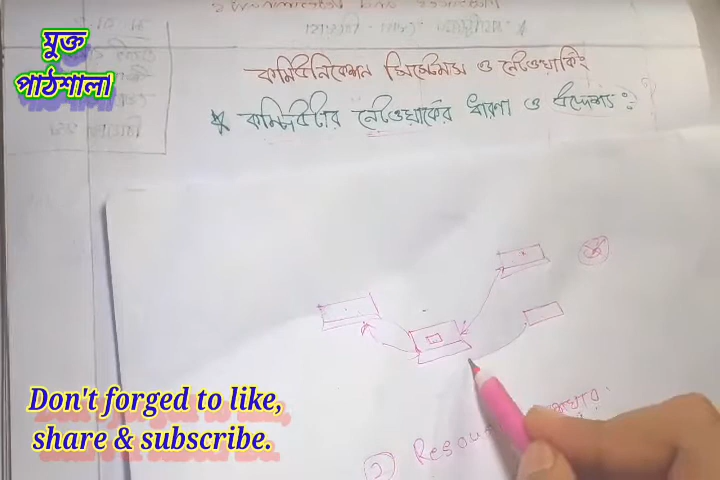 মুক্ত
পাঠশালা
কমিউনিকেশন সিস্টেমস ও নেটওয়ার্কিং
* কম্পিউটার নেটওয়ার্কের ধারণা ও উদ্দেশ্য :
Don't forged to like,
share & subscribe.